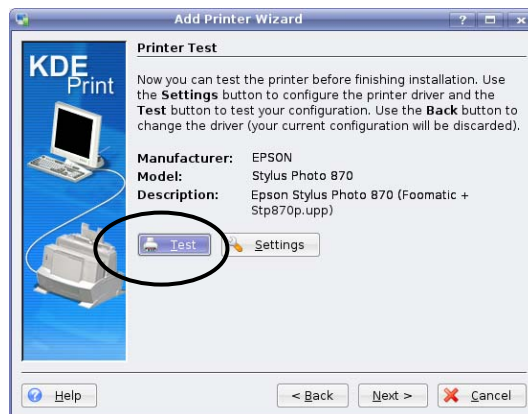 Add Printer Wizard
KDE
Print
Printer Test
Now you can test the printer before finishing installation. Use
the Settings button to configure the printer driver and the
Test button to test your configuration. Use the Back button to
change the driver (your current configuration will be discarded).
Manufacturer: EPSON
Model: Stylus Photo 870
Description: Epson Stylus Photo 870 (Foomatic +
Stp870p.upp)
Test Settings
Help < Back Next > Cancel